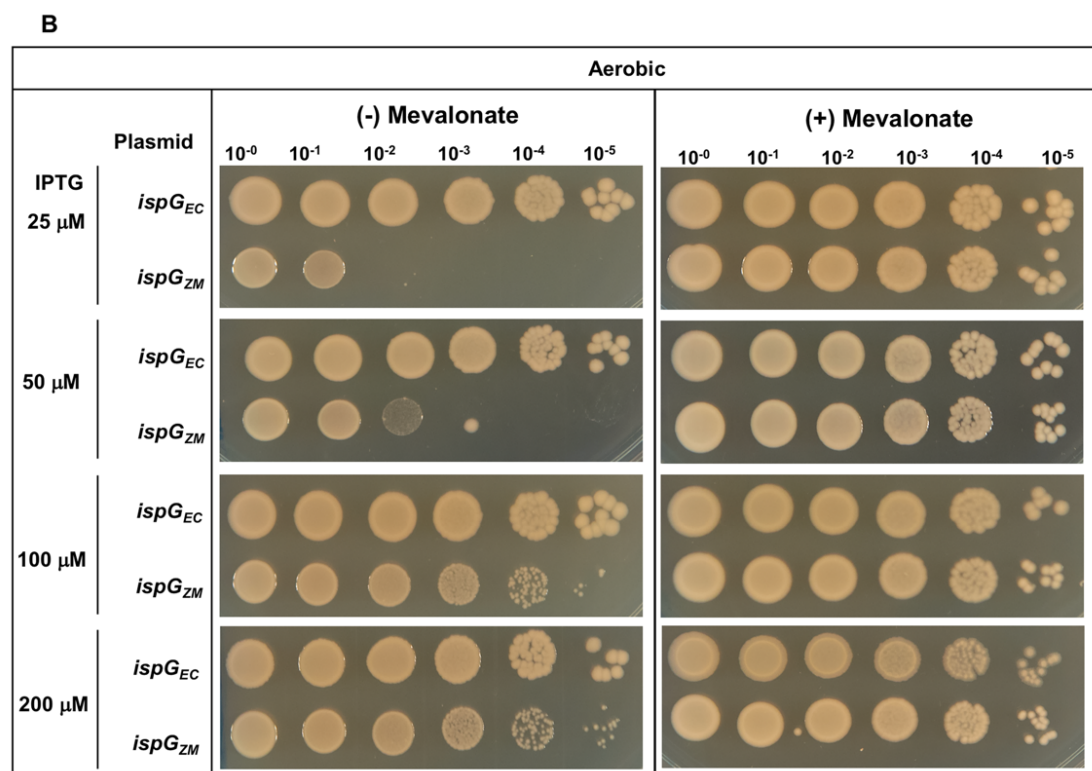 B
Aerobic
(-) Mevalonate
(+) Mevalonate
Plasmid
10-0 10-1 10-2 10-3 10-4 10-5
10-0 10-1 10-2 10-3 10-4 10-5
IPTG
25 μM
ispGEC
ispGZM
50 μM
ispGEC
ispGZM
100 μM
ispGEC
ispGZM
200 μM
ispGEC
ispGZM